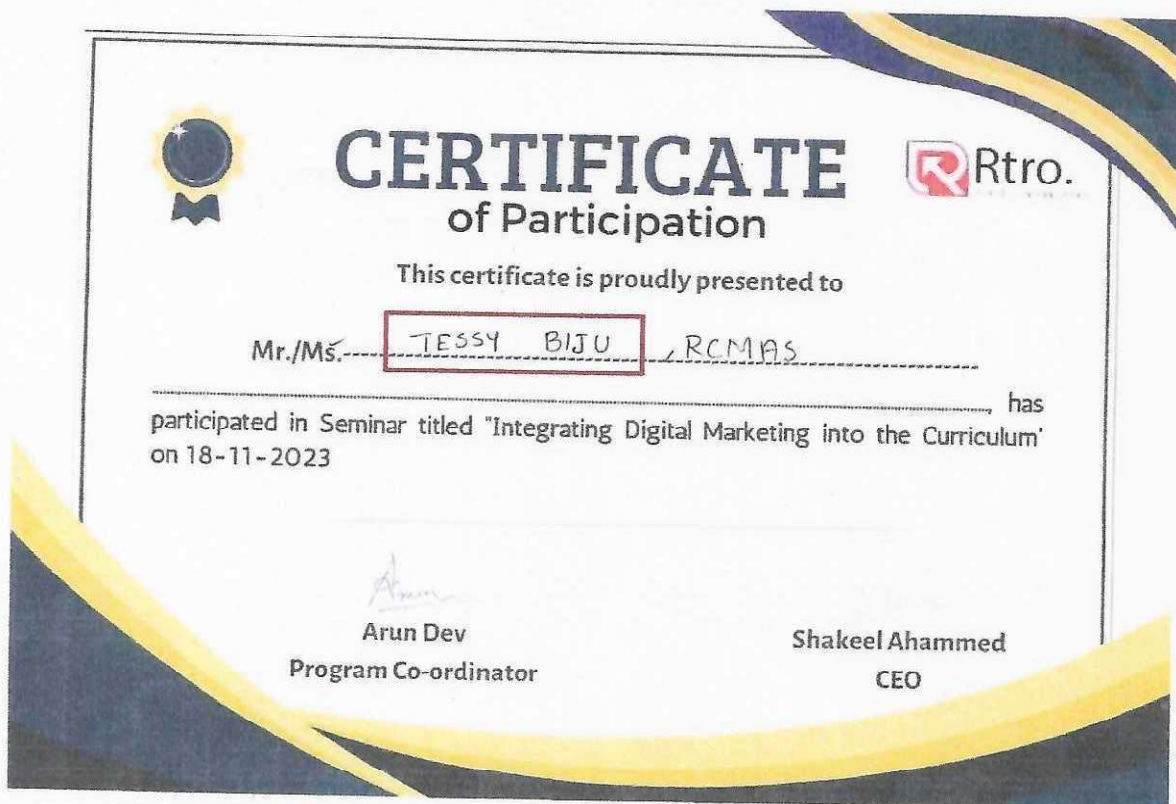 CERTIFICATE
of Participation
Rtro.
This certificate is proudly presented to
Mr./Ms. TESSY BIJU , RCMAS
, has
participated in Seminar titled "Integrating Digital Marketing into the Curriculum'
on 18-11-2023
Arun
Arun Dev
Program Co-ordinator
Shakeel Ahammed
CEO